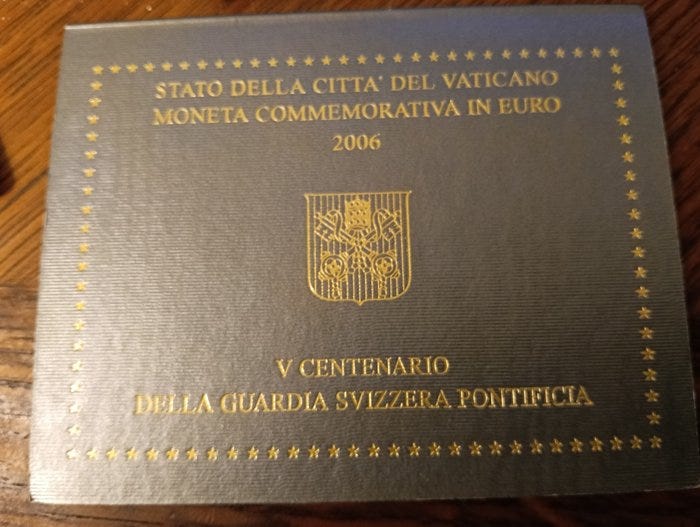 STATO DELLA CITTA' DEL VATICANO
MONETA COMMEMORATIVA IN EURO
2006
V CENTENARIO
DELLA GUARDIA SVIZZERA PONTIFICIA